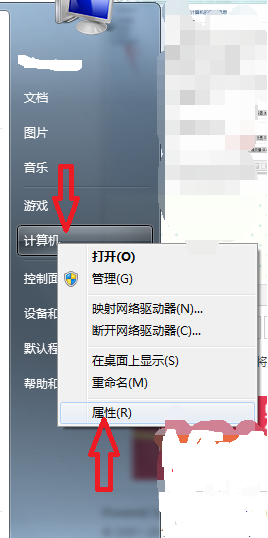 文档
图片
音乐
游戏
计算机
打开(O)
控制面
管理(G)
设备和
映射网络驱动器(N)...
断开网络驱动器(C)...
默认程
在桌面上显示(S)
帮助和
重命名(M)
属性(R)
将